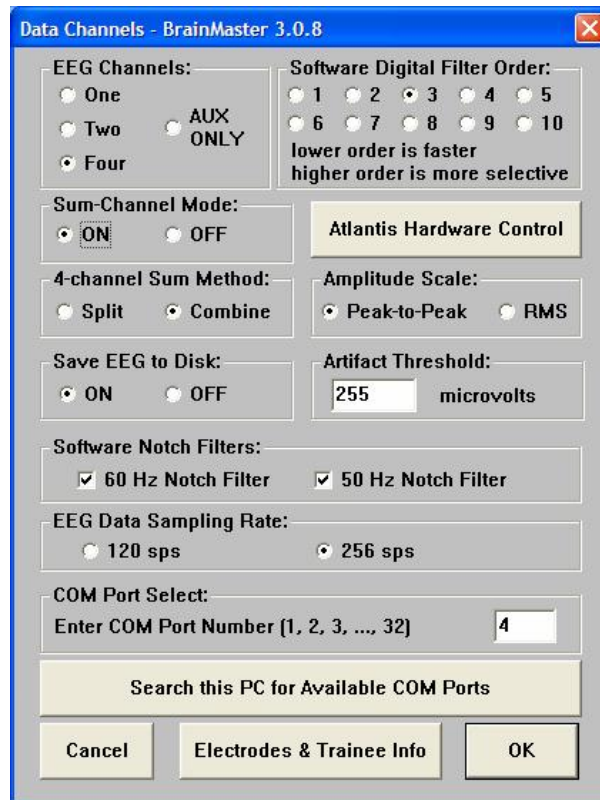 Data Channels - BrainMaster 3.0.8
EEG Channels:
One
Two
AUX ONLY
Four
Software Digital Filter Order:
1 2 3 4 5
6 7 8 9 10
lower order is faster
higher order is more selective
Sum-Channel Mode:
ON OFF
Atlantis Hardware Control
4-channel Sum Method:
Split Combine
Amplitude Scale:
Peak-to-Peak RMS
Save EEG to Disk:
ON OFF
Artifact Threshold:
255 microvolts
Software Notch Filters:
60 Hz Notch Filter 50 Hz Notch Filter
EEG Data Sampling Rate:
120 sps 256 sps
COM Port Select:
Enter COM Port Number (1, 2, 3, ..., 32) 4
Search this PC for Available COM Ports
Cancel Electrodes & Trainee Info OK